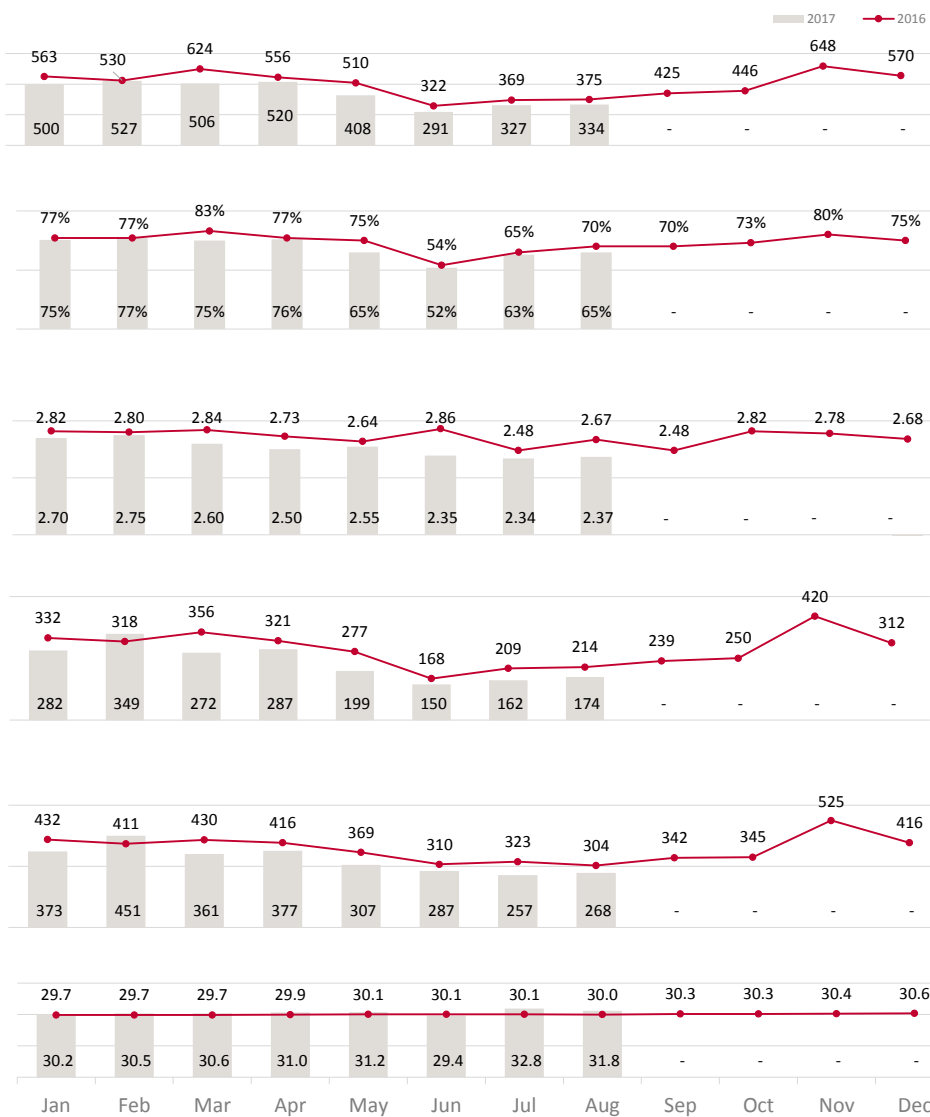 2017 2016
563 530 624 556 510 322 369 375 425 446 648 570
500 527 506 520 408 291 327 334 - - - -
77% 77% 83% 77% 75% 54% 65% 70% 70% 73% 80% 75%
75% 77% 75% 76% 65% 52% 63% 65% - - - -
2.82 2.80 2.84 2.73 2.64 2.86 2.48 2.67 2.48 2.82 2.78 2.68
2.70 2.75 2.60 2.50 2.55 2.35 2.34 2.37 - - - -
332 318 356 321 277 168 209 214 239 250 420 312
282 349 272 287 199 150 162 174 - - - -
432 411 430 416 369 310 323 304 342 345 525 416
373 451 361 377 307 287 257 268 - - - -
29.7 29.7 29.7 29.9 30.1 30.1 30.1 30.0 30.3 30.3 30.4 30.6
30.2 30.5 30.6 31.0 31.2 29.4 32.8 31.8 - - - -
Jan Feb Mar Apr May Jun Jul Aug Sep Oct Nov Dec